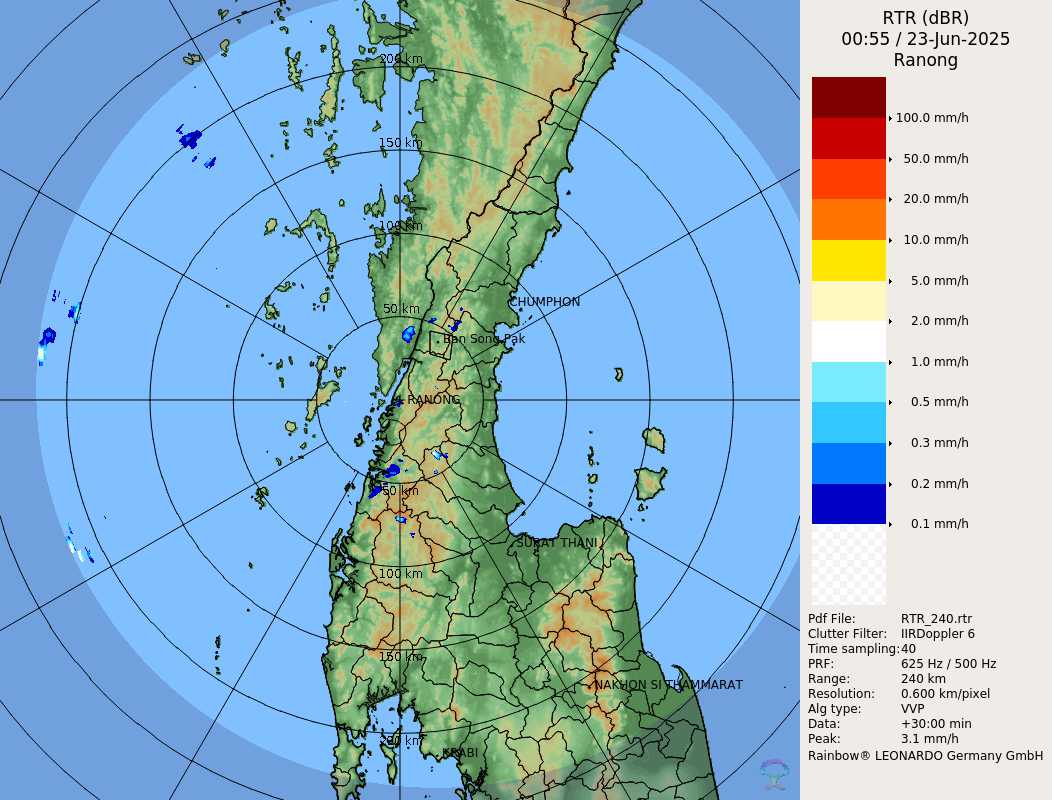 RTR (dBR)
00:55 / 23-Jun-2025
Ranong
100.0 mm/h
50.0 mm/h
20.0 mm/h
10.0 mm/h
5.0 mm/h
2.0 mm/h
1.0 mm/h
0.5 mm/h
0.3 mm/h
0.2 mm/h
0.1 mm/h
Pdf File: RTR_240.rtr
Clutter Filter: IIRDoppler 6
Time sampling:40
PRF: 625 Hz / 500 Hz
Range: 240 km
Resolution: 0.600 km/pixel
Alg type: VVP
Data: +30:00 min
Peak: 3.1 mm/h
Rainbow® LEONARDO Germany GmbH
200 km
150 km
100 km
50 km
CHUMPHON
Ban Song Pak
RANONG
50 km
SURAT THANI
100 km
150 km
NAKHON SI THAMMARAT
200 km
KRABI